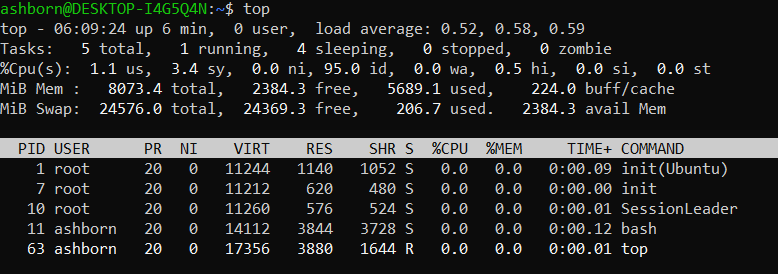 ashborn@DESKTOP-I4G5Q4N:~$ top
top - 06:09:24 up 6 min,  0 user,  load average: 0.52, 0.58, 0.59
Tasks:   5 total,   1 running,   4 sleeping,   0 stopped,   0 zombie
%Cpu(s):  1.1 us,  3.4 sy,  0.0 ni, 95.0 id,  0.0 wa,  0.5 hi,  0.0 si,  0.0 st
MiB Mem :   8073.4 total,   2384.3 free,   5689.1 used,    224.0 buff/cache
MiB Swap:  24576.0 total,  24369.3 free,    206.7 used.   2384.3 avail Mem
PID USER      PR  NI    VIRT    RES    SHR S  %CPU  %MEM     TIME+ COMMAND
1 root      20   0   11244   1140   1052 S   0.0   0.0   0:00.09 init(Ubuntu)
7 root      20   0   11212    620    480 S   0.0   0.0   0:00.00 init
10 root      20   0   11260    576    524 S   0.0   0.0   0:00.01 SessionLeader
11 ashborn   20   0   14112   3844   3728 S   0.0   0.0   0:00.12 bash
63 ashborn   20   0   17356   3880   1644 R   0.0   0.0   0:00.01 top